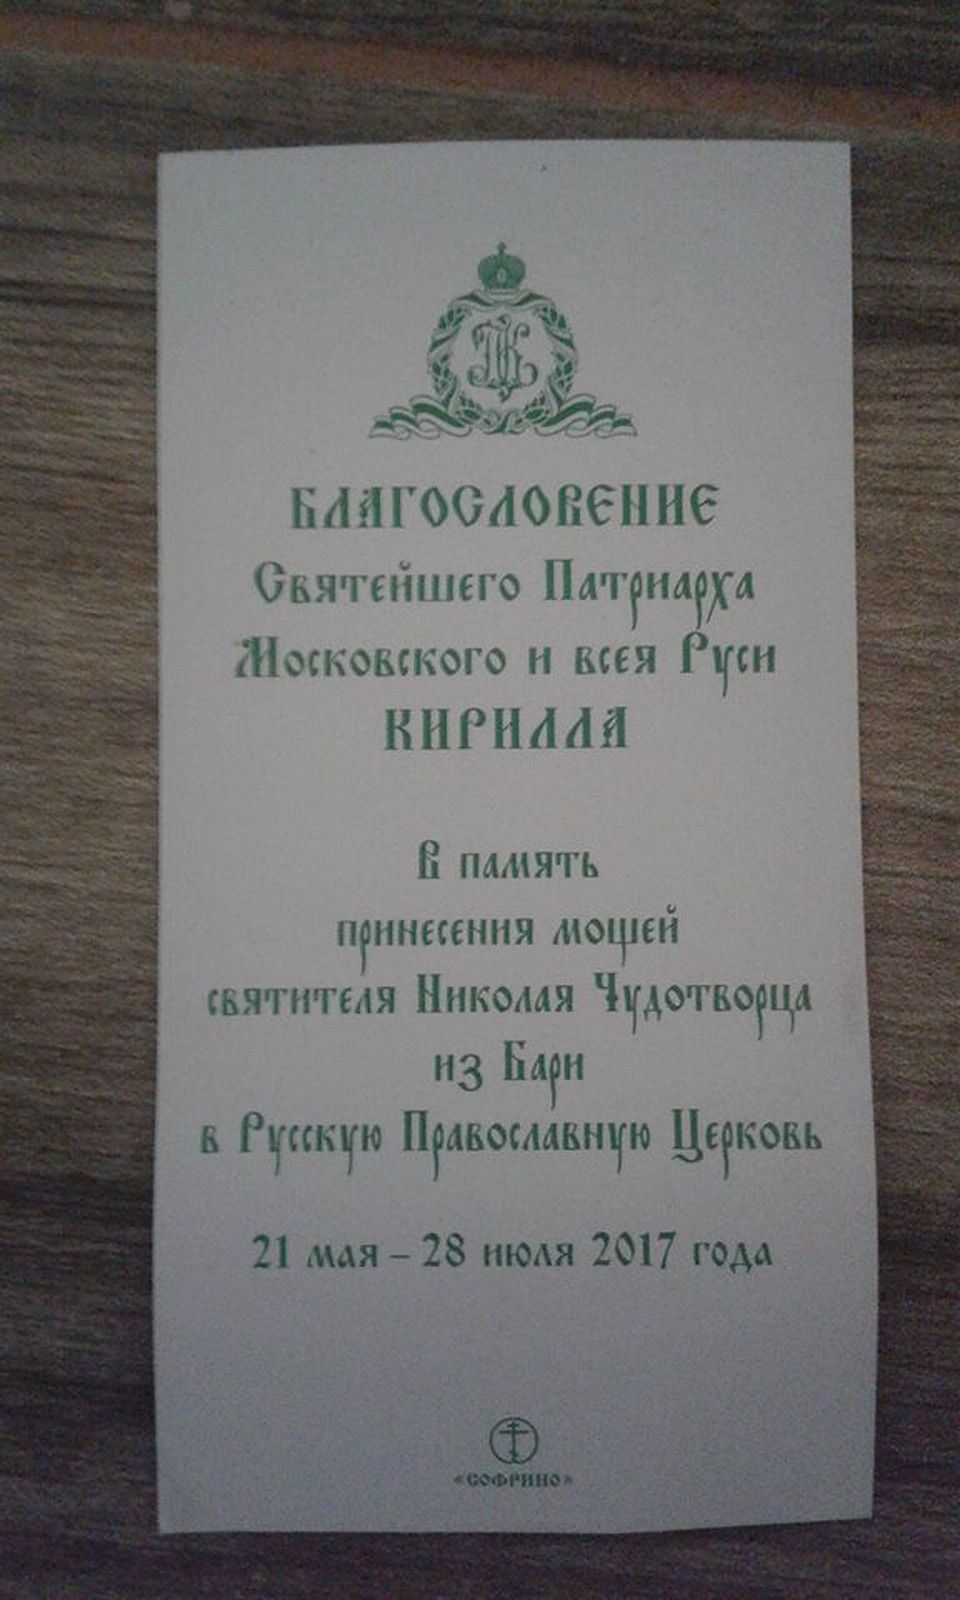 БЛАГОСЛОВЕНИЕ
Святейшего Патриарха
Московского и всея Руси
КИРИЛЛА
В память
принесения мощей
святителя Николая Чудотворца
из Бари
в Русскую Православную Церковь
21 мая – 28 июля 2017 года
«СОФРИНО»